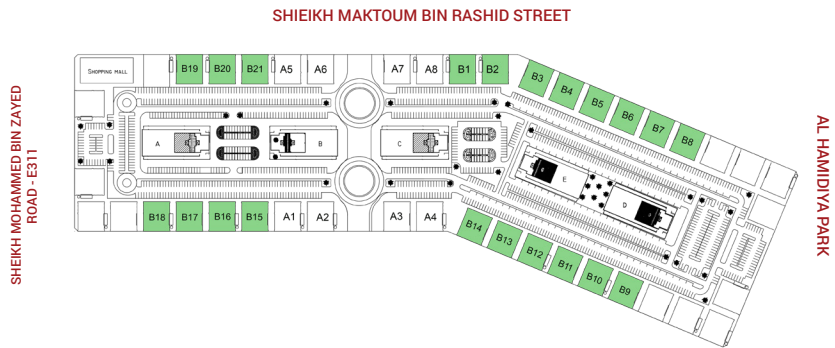 SHIEIKH MAKTOUM BIN RASHID STREET
SHOPPING MALL
B19
B20
B21
A5
A6
A7
A8
B1
B2
B3
B4
B5
B6
B7
B8
SHEIKH MOHAMMED BIN ZAYED
ROAD - E311
AL HAMIDIYA PARK
A
B
C
E
D
B18
B17
B16
B15
A1
A2
A3
A4
B14
B13
B12
B11
B10
B9